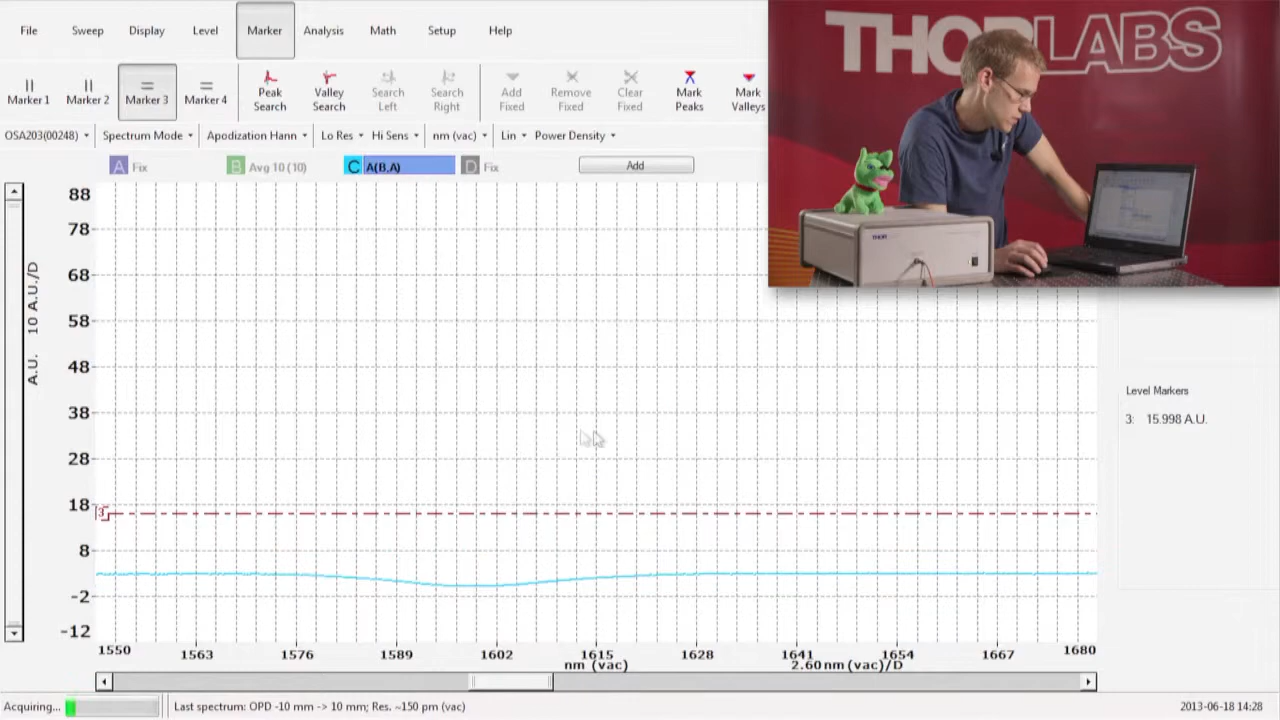 File Sweep Display Level Marker Analysis Math Setup Help
THORLABS
Marker 1 Marker 2 Marker 3 Marker 4 Peak Search Valley Search Search Left Search Right Add Fixed Remove Fixed Clear Fixed Mark Peaks Mark Valleys
OSA203(00248) Spectrum Mode Apodization Hann Lo Res Hi Sens nm (vac) Lin Power Density
A Fix B Avg 10 (10) C A(B,A) D Fix Add
THOR
88
78
68
58
48
38
28
18
8
-2
-12
A.U. 10 A.U./D
3
Level Markers
3: 15.998 A.U.
1550 1563 1576 1589 1602 1615 1628 1641 1654 1667 1680
nm (vac) 2.60 nm (vac)/D
Acquiring... Last spectrum: OPD -10 mm -> 10 mm; Res. ~150 pm (vac) 2013-06-18 14:28